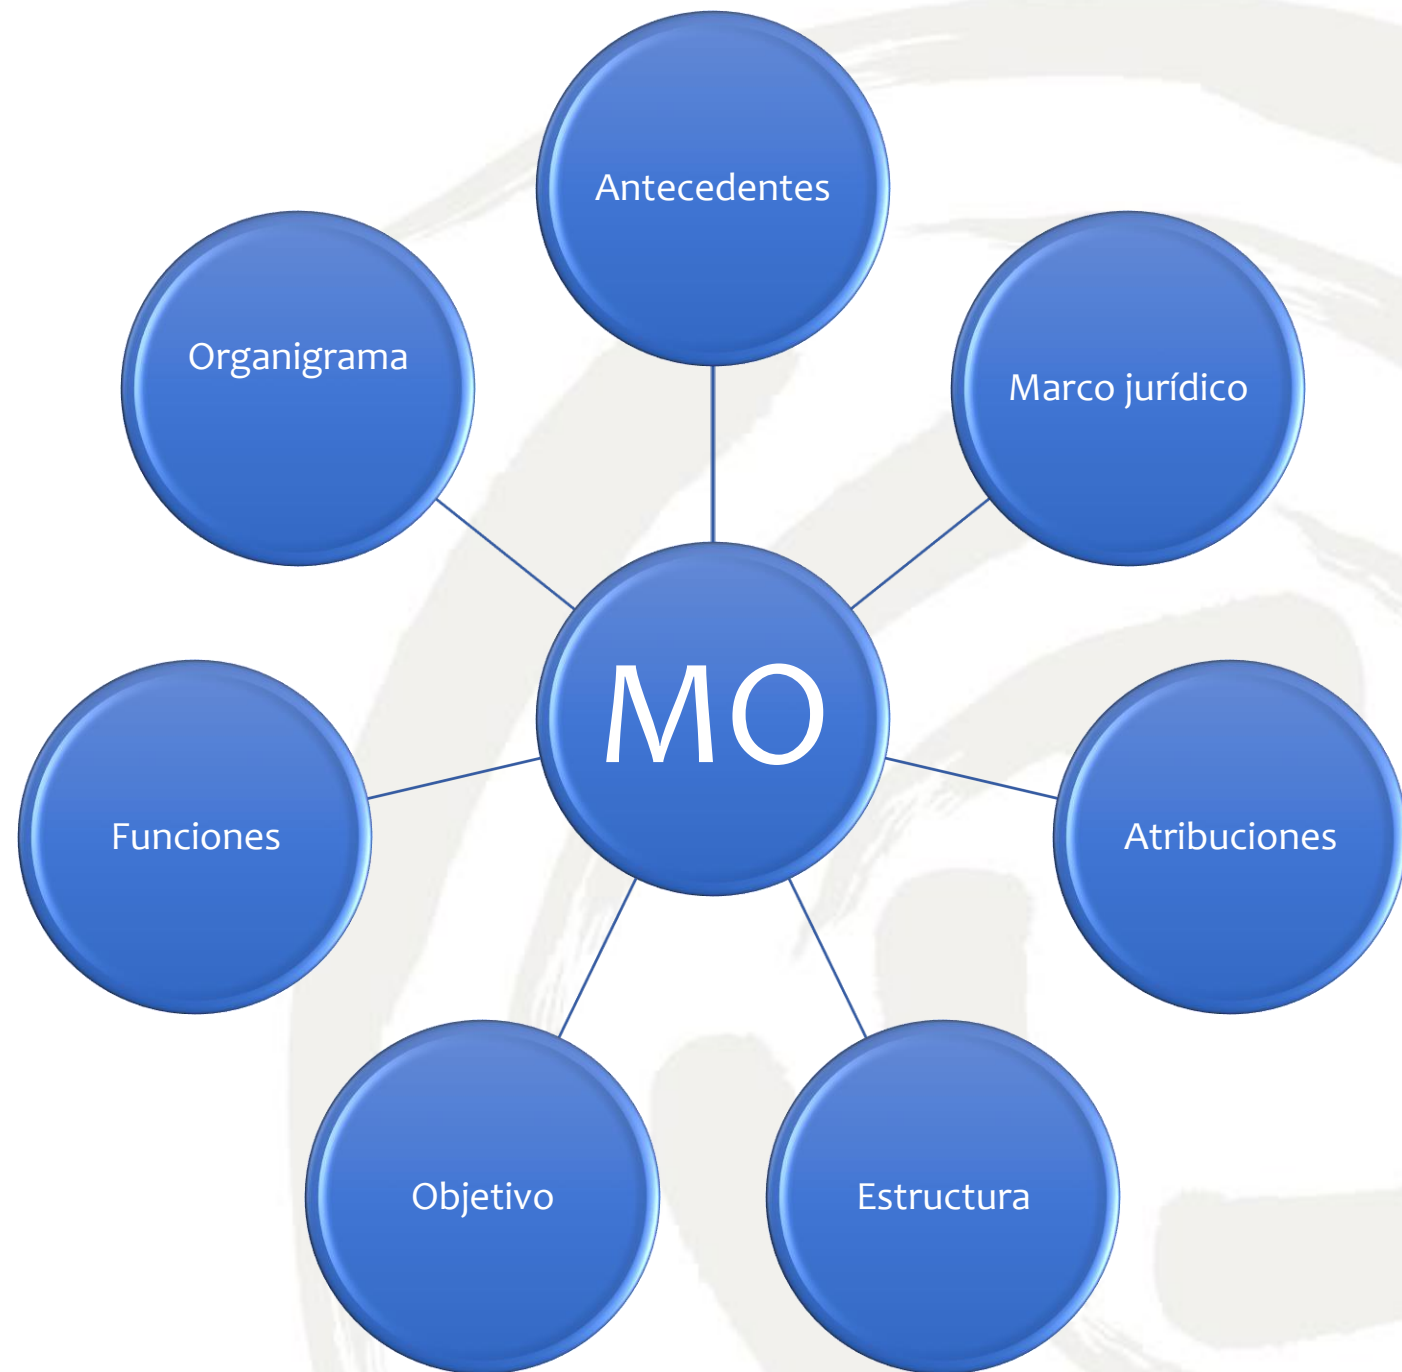 Antecedentes
Marco jurídico
Atribuciones
Estructura
Objetivo
Funciones
Organigrama
MO